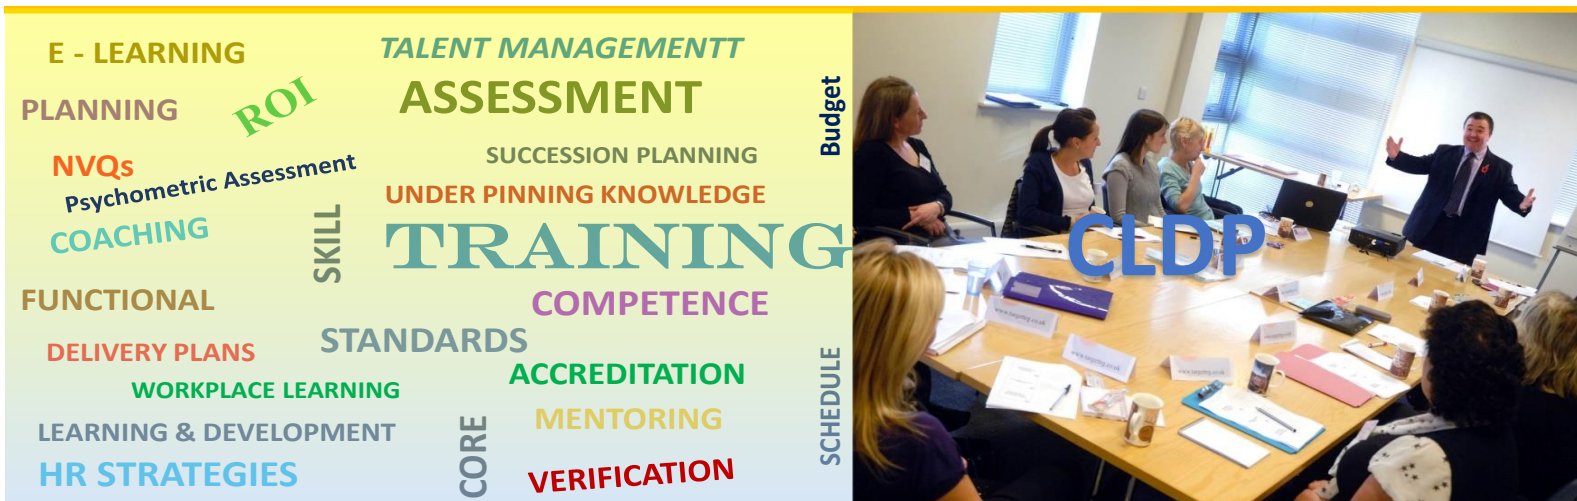 E - LEARNING
TALENT MANAGEMENTT
PLANNING
ROI
ASSESSMENT
Budget
NVQs
Psychometric Assessment
SUCCESSION PLANNING
UNDER PINNING KNOWLEDGE
COACHING
SKILL
TRAINING
CLDP
FUNCTIONAL
COMPETENCE
STANDARDS
DELIVERY PLANS
WORKPLACE LEARNING
ACCREDITATION
SCHEDULE
LEARNING & DEVELOPMENT
CORE
MENTORING
HR STRATEGIES
VERIFICATION